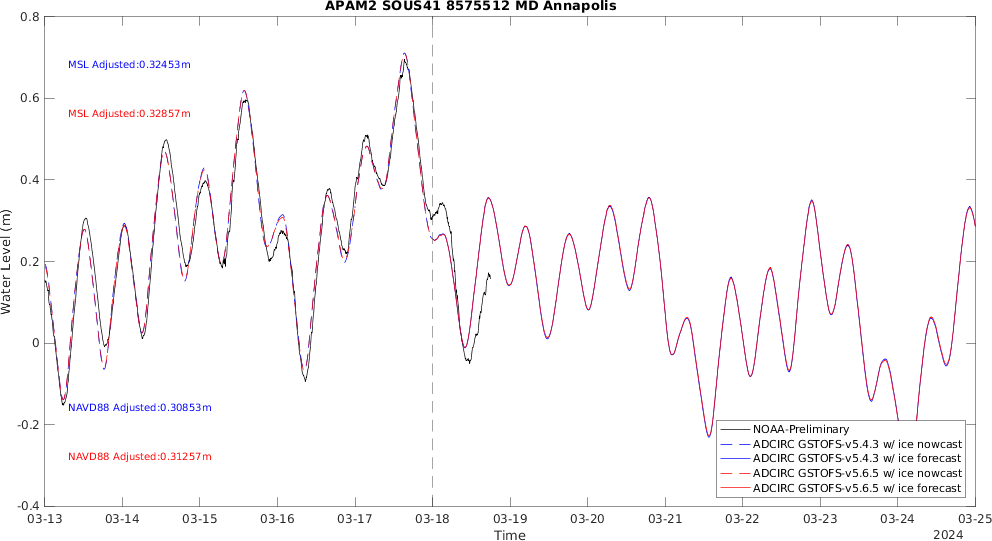 APAM2 SOUS41 8575512 MD Annapolis
0.8
0.6
0.4
0.2
0
-0.2
-0.4
Water Level (m)
MSL Adjusted:0.32453m
MSL Adjusted:0.32857m
NAVD88 Adjusted:0.30853m
NAVD88 Adjusted:0.31257m
NOAA-Preliminary
ADCIRC GSTOFS-v5.4.3 w/ ice nowcast
ADCIRC GSTOFS-v5.4.3 w/ ice forecast
ADCIRC GSTOFS-v5.6.5 w/ ice nowcast
ADCIRC GSTOFS-v5.6.5 w/ ice forecast
03-13 03-14 03-15 03-16 03-17 03-18 03-19 03-20 03-21 03-22 03-23 03-24 03-25
Time
2024